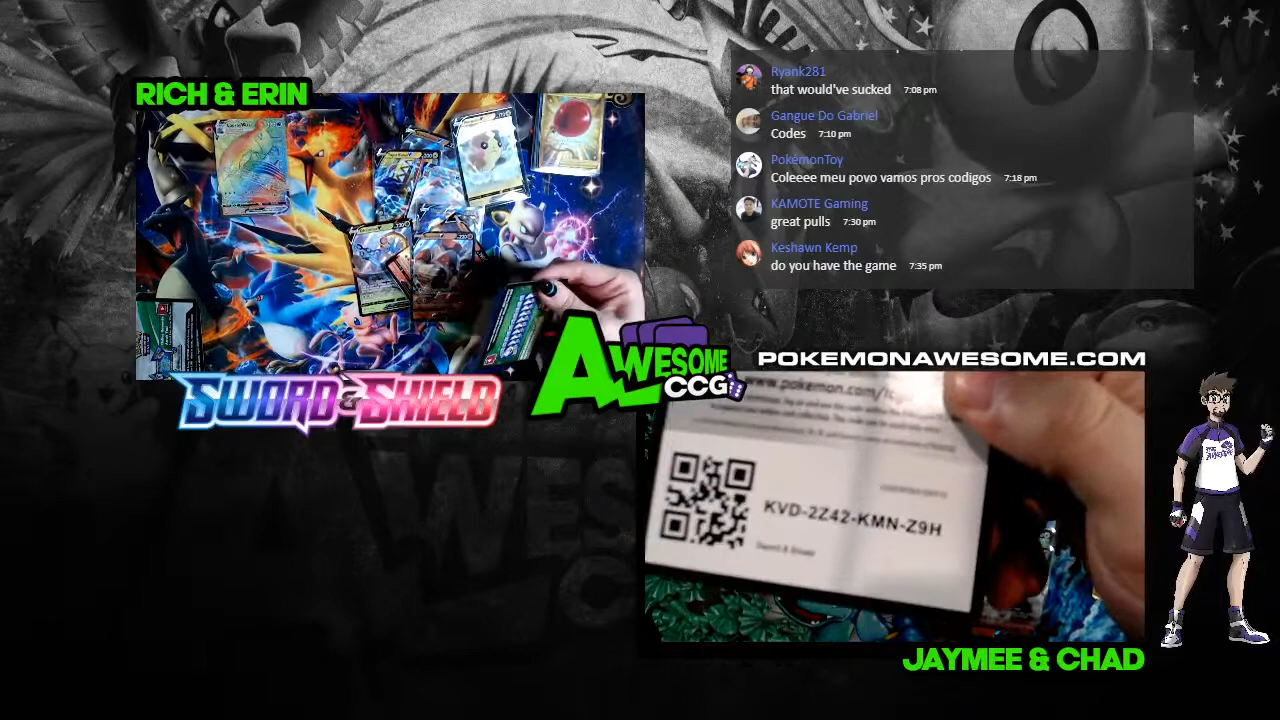 RICH & ERIN
Ryank281
that would've sucked 7:08 pm
Gangue Do Gabriel
Codes 7:10 pm
PokemonToy
Coleeee meu povo vamos pros codigos 7:18 pm
KAMOTE Gaming
great pulls 7:30 pm
Keshawn Kemp
do you have the game 7:35 pm
SWORD & SHIELD
AWESOME
CCG
POKEMONAWESOME.COM
www.pokemon.com/
KVD-2Z42-KMN-Z9H
Sword & Shield
JAYMEE & CHAD